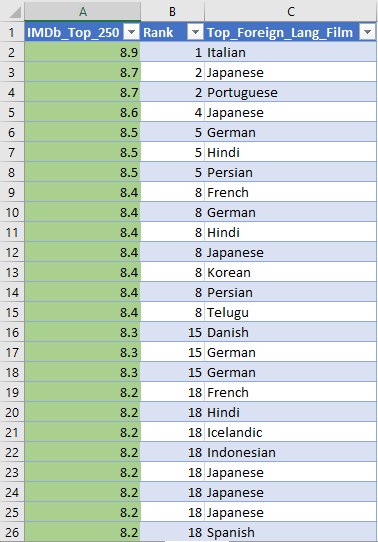 A B C
1 IMDb_Top_250 Rank Top_Foreign_Lang_Film
2 8.9 1 Italian
3 8.7 2 Japanese
4 8.7 2 Portuguese
5 8.6 4 Japanese
6 8.5 5 German
7 8.5 5 Hindi
8 8.5 5 Persian
9 8.4 8 French
10 8.4 8 German
11 8.4 8 Hindi
12 8.4 8 Japanese
13 8.4 8 Korean
14 8.4 8 Persian
15 8.4 8 Telugu
16 8.3 15 Danish
17 8.3 15 German
18 8.3 15 German
19 8.2 18 French
20 8.2 18 Hindi
21 8.2 18 Icelandic
22 8.2 18 Indonesian
23 8.2 18 Japanese
24 8.2 18 Japanese
25 8.2 18 Japanese
26 8.2 18 Spanish